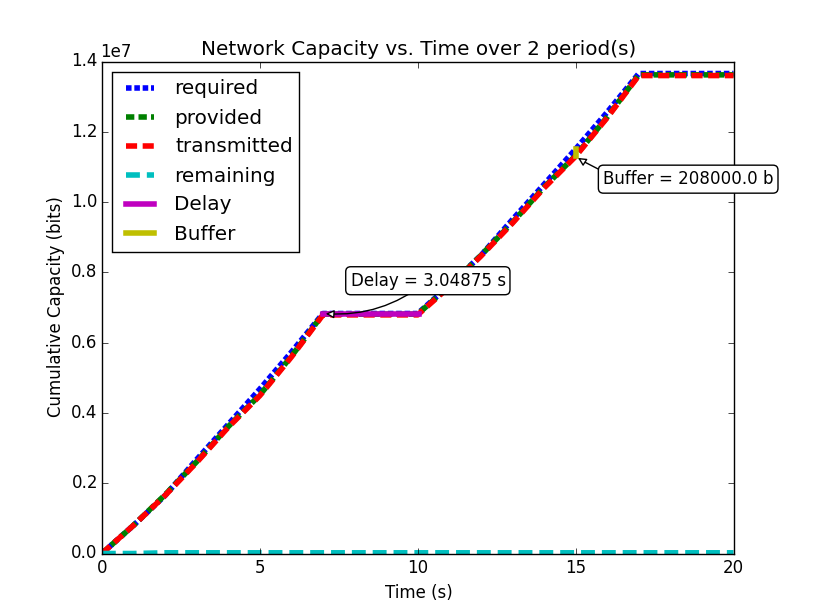 Network Capacity vs. Time over 2 period(s)
1e7
1.4
1.2
1.0
0.8
0.6
0.4
0.2
0.0
Cumulative Capacity (bits)
required
provided
transmitted
remaining
Delay
Buffer
Buffer = 208000.0 b
Delay = 3.04875 s
0
5
10
15
20
Time (s)